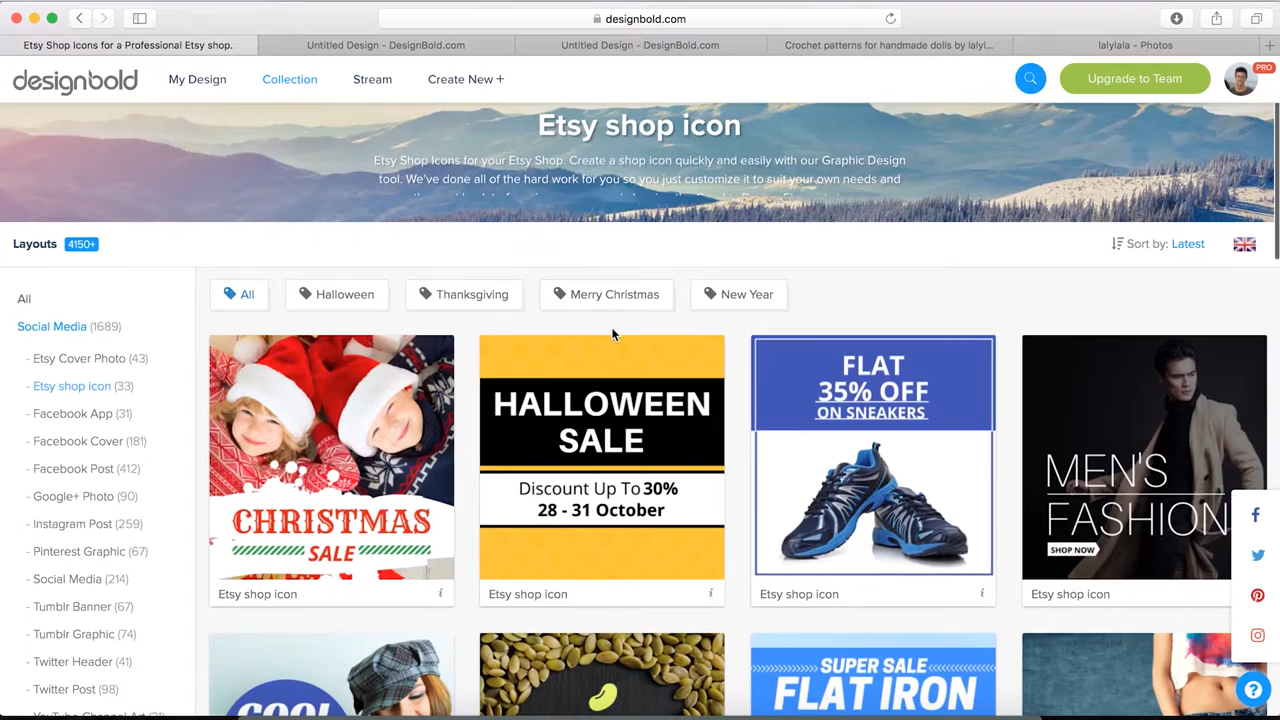 designbold.com
Etsy Shop Icons for a Professional Etsy shop.
Untitled Design - DesignBold.com
Untitled Design - DesignBold.com
Crochet patterns for handmade dolls by lalyl...
lalylala - Photos
designbold
My Design
Collection
Stream
Create New +
Upgrade to Team
PRO
Etsy shop icon
Etsy Shop Icons for your Etsy Shop. Create a shop icon quickly and easily with our Graphic Design
tool. We've done all of the hard work for you so you just customize it to suit your own needs and
Layouts 4150+
Sort by: Latest
All
Halloween
Thanksgiving
Merry Christmas
New Year
All
Social Media (1689)
- Etsy Cover Photo (43)
- Etsy shop icon (33)
- Facebook App (31)
- Facebook Cover (181)
- Facebook Post (412)
- Google+ Photo (90)
- Instagram Post (259)
- Pinterest Graphic (67)
- Social Media (214)
- Tumblr Banner (67)
- Tumblr Graphic (74)
- Twitter Header (41)
- Twitter Post (98)
- YouTube Channel Art
CHRISTMAS
SALE
Etsy shop icon
HALLOWEEN
SALE
Discount Up To 30%
28 - 31 October
Etsy shop icon
FLAT
35% OFF
ON SNEAKERS
Etsy shop icon
MEN'S
FASHION
SHOP NOW
Etsy shop icon
COOL
SUPER SALE
FLAT IRON